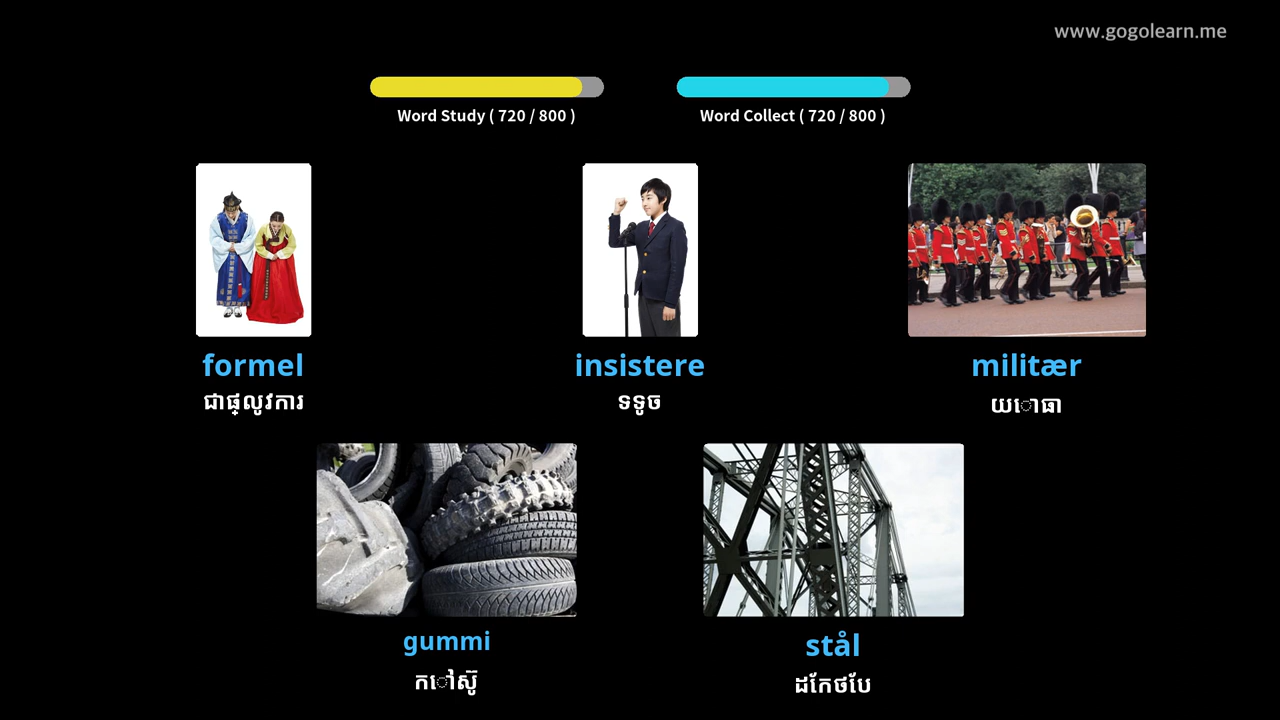 www.gogolearn.me
Word Study ( 720 / 800 )
Word Collect ( 720 / 800 )
formel
ជាផ្លូវការ
insistere
ទទូច
militær
យោធា
gummi
កៅស៊ូ
stål
ដែកថែប